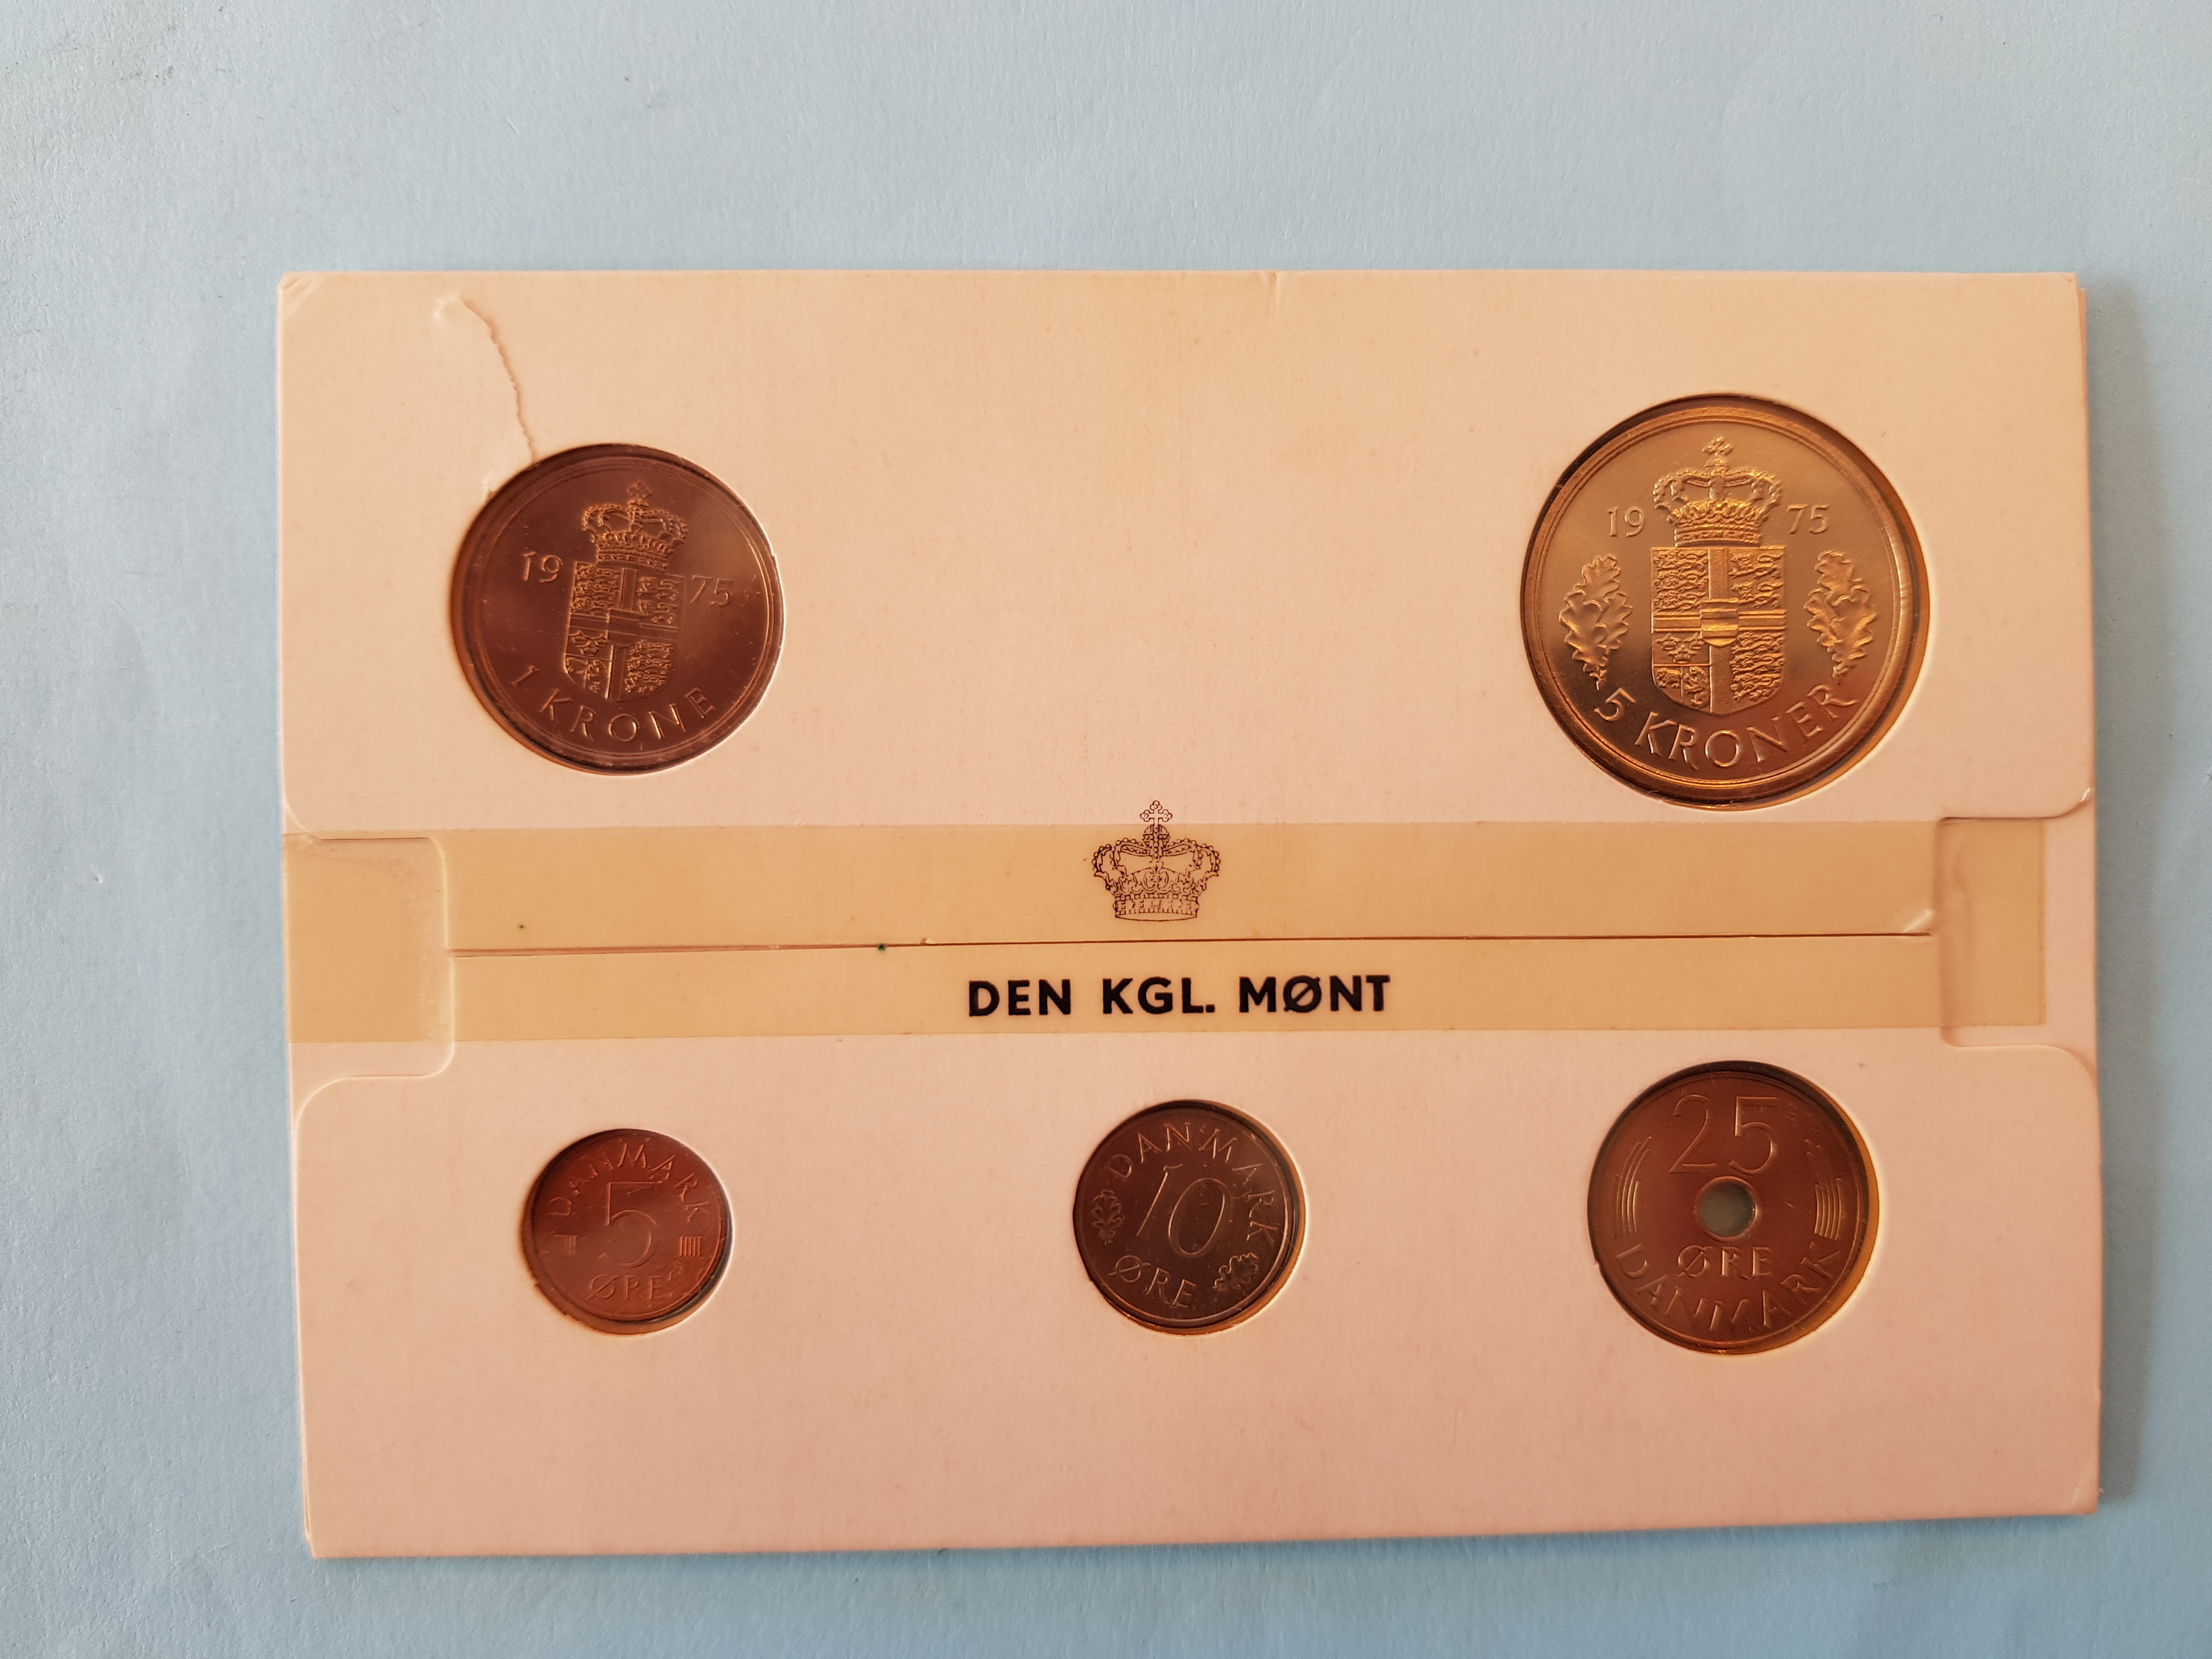 19 75
1 KRONE
19 75
5 KRONER
DEN KGL. MØNT
DANMARK
5
ØRE
DANMARK
10
ØRE
25
ØRE
DANMARK